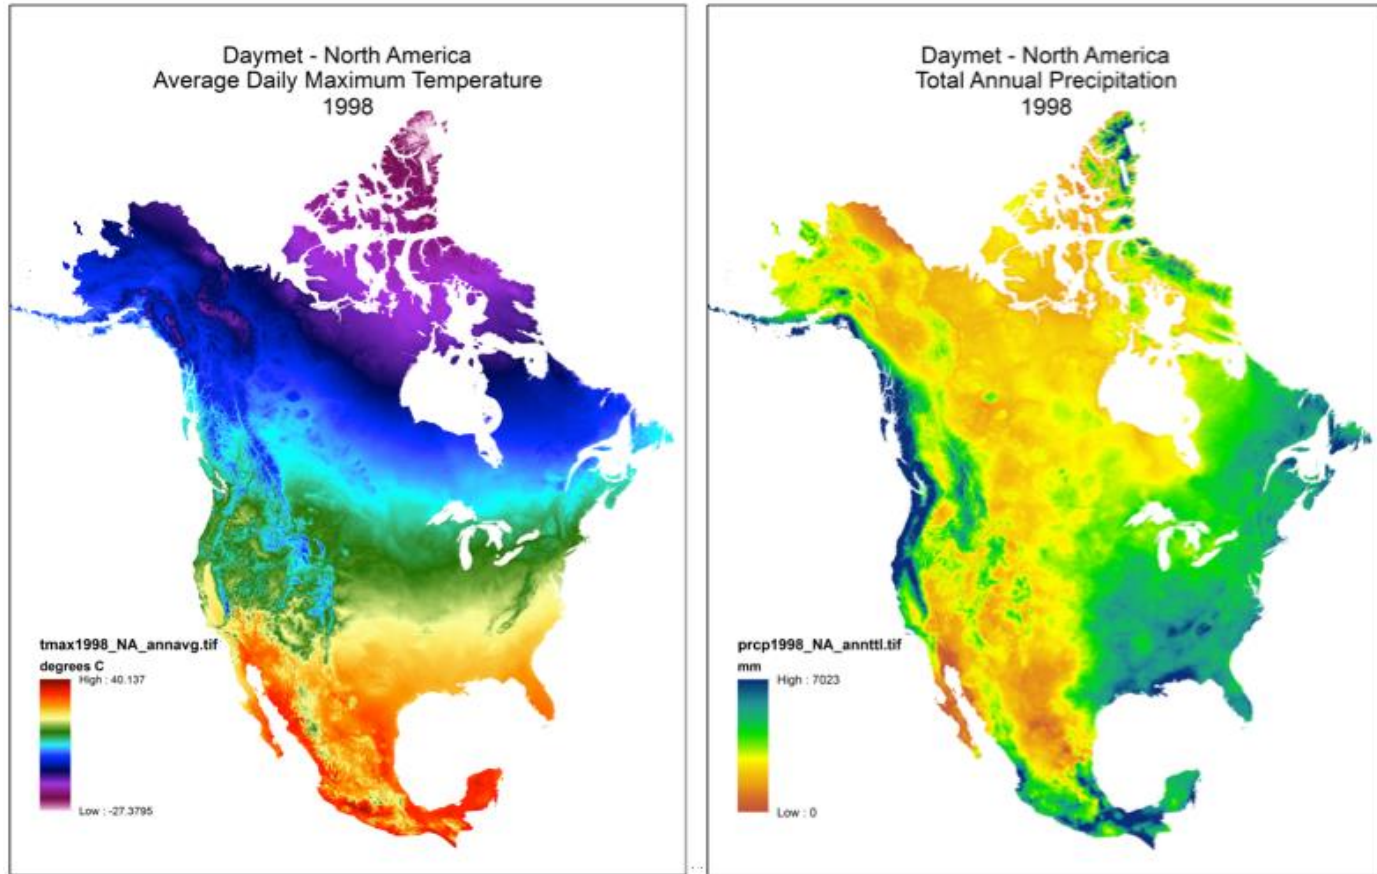 Daymet - North America
Average Daily Maximum Temperature
1998
tmax1998_NA_annavg.tif
degrees C
High : 40.137
Low : -27.3795
Daymet - North America
Total Annual Precipitation
1998
prcp1998_NA_annttl.tif
mm
High : 7023
Low : 0